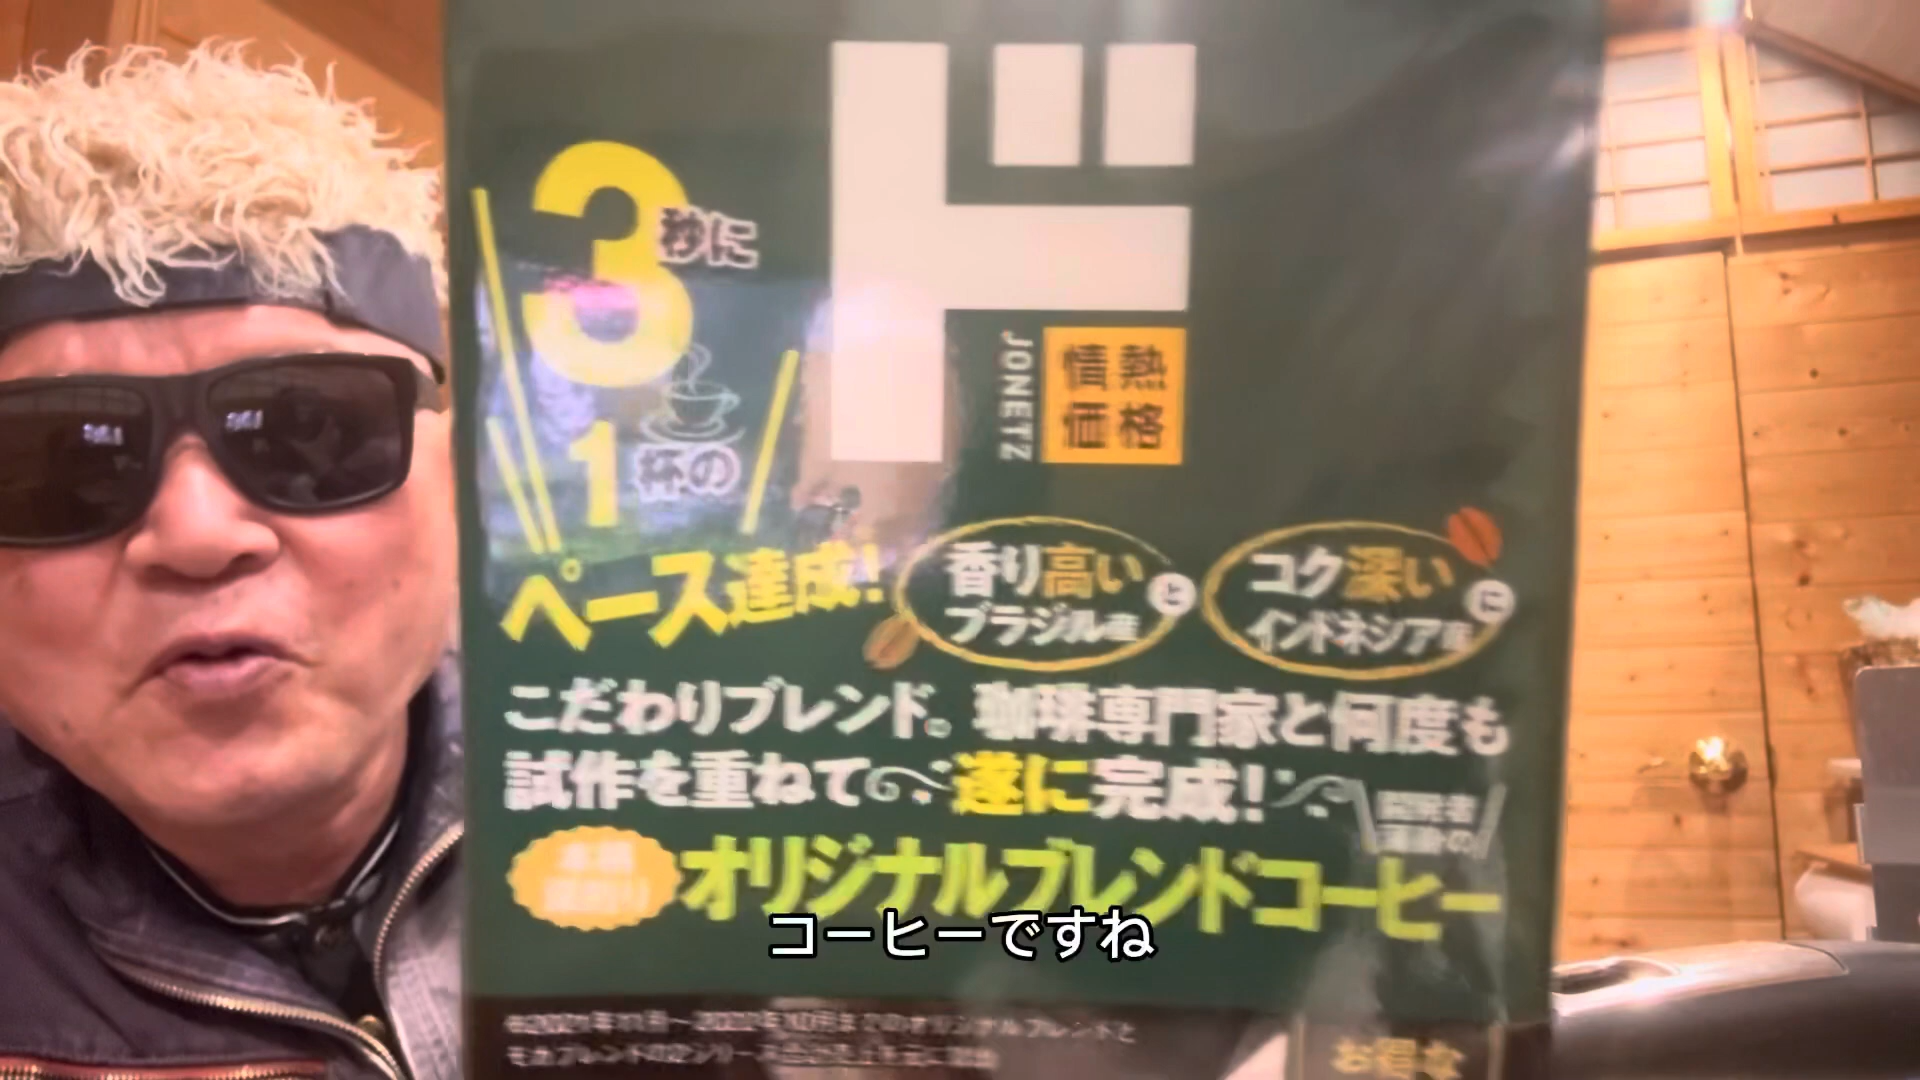 ド
JONETZ
情熱
価格
3秒に
1杯の
ペース達成!
香り高い
ブラジル産
と
コク深い
インドネシア産
に
こだわりブレンド。珈琲専門家と何度も
試作を重ねて遂に完成!
オリジナルブレンドコーヒー
コーヒーですね
お得な